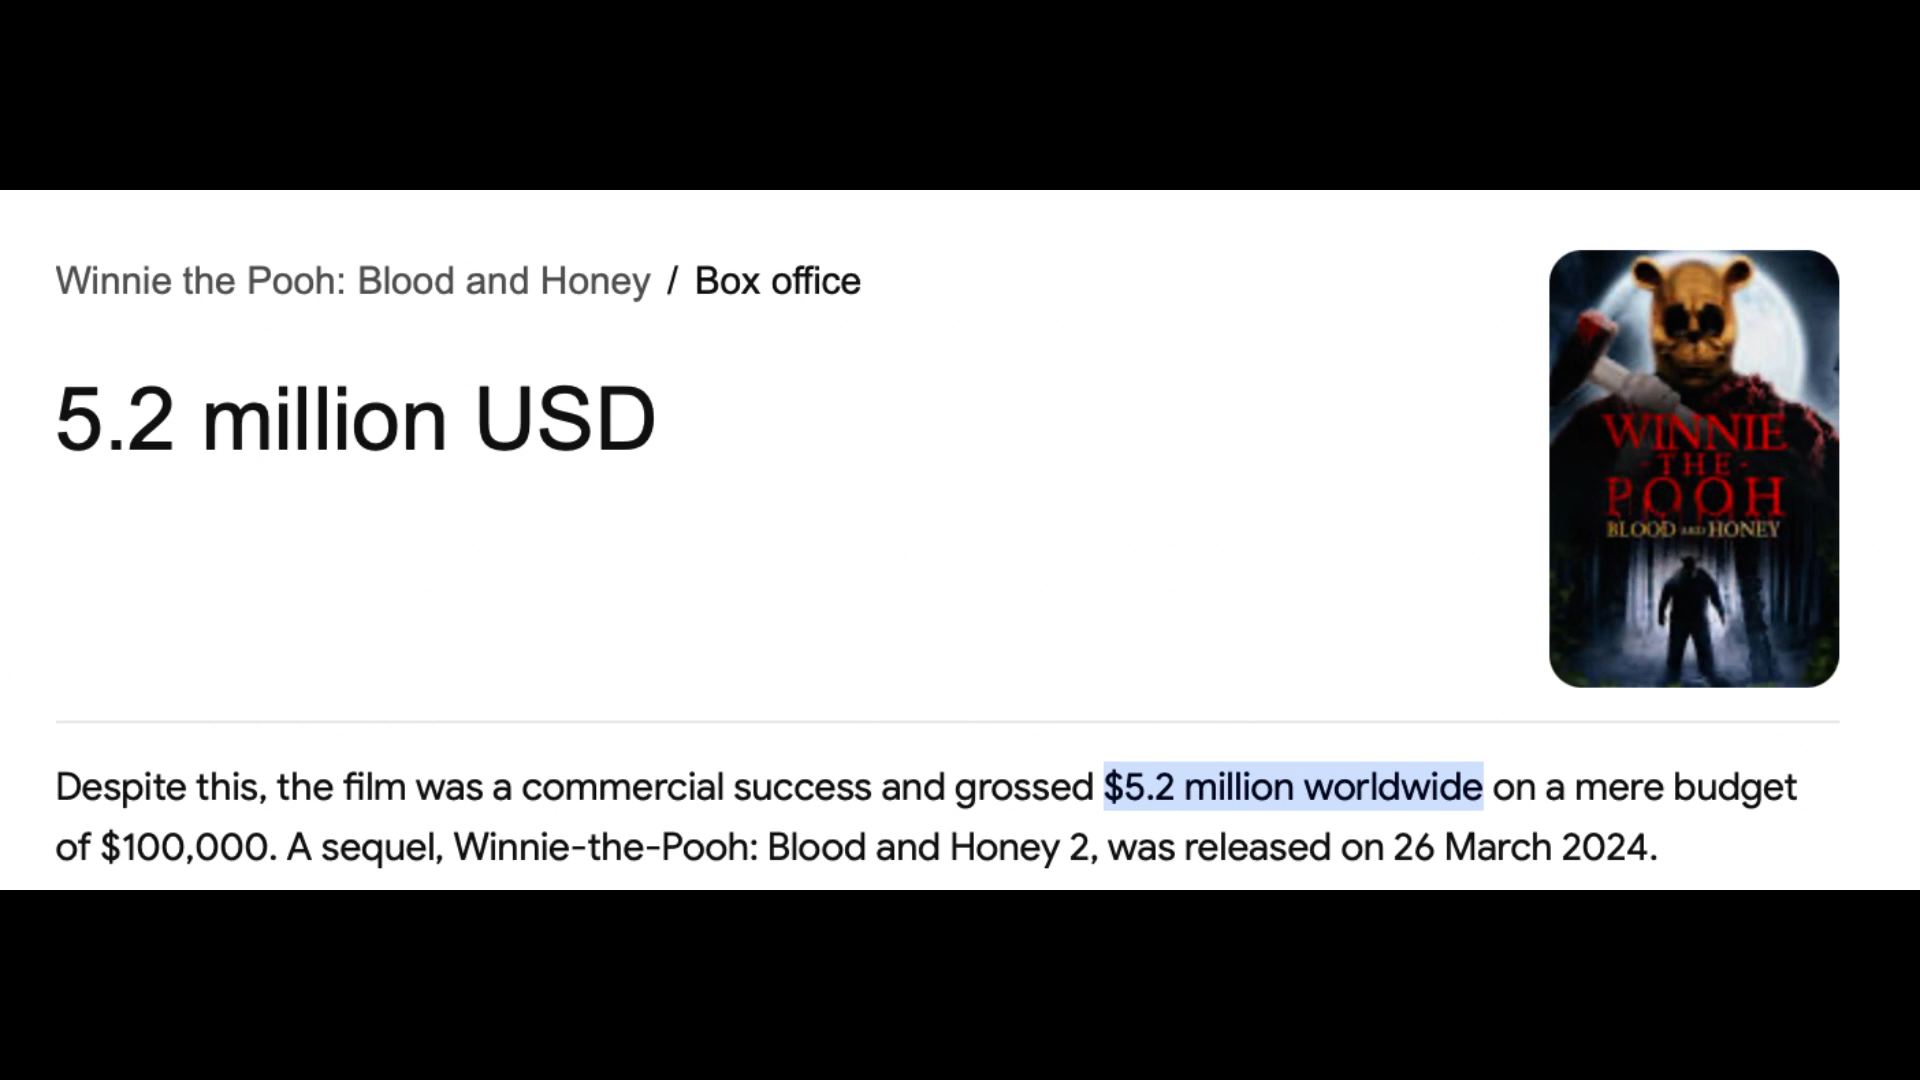 Winnie the Pooh: Blood and Honey / Box office
5.2 million USD
WINNIE
-THE-
POOH
BLOOD AND HONEY
Despite this, the film was a commercial success and grossed $5.2 million worldwide on a mere budget
of $100,000. A sequel, Winnie-the-Pooh: Blood and Honey 2, was released on 26 March 2024.